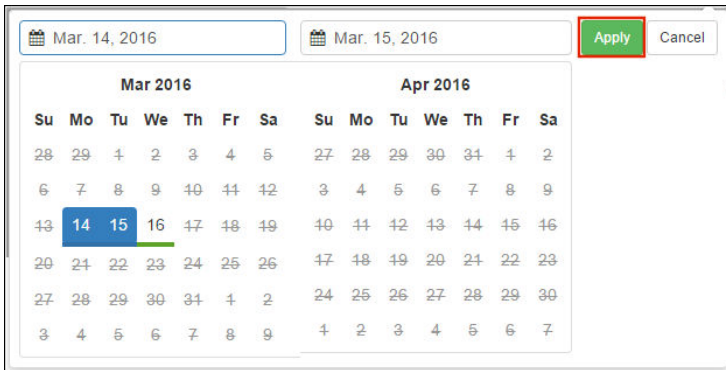 Mar. 14, 2016 Mar. 15, 2016 Apply Cancel
Mar 2016 Apr 2016
Su Mo Tu We Th Fr Sa Su Mo Tu We Th Fr Sa
28 29 1 2 3 4 5 27 28 29 30 31 1 2
6 7 8 9 10 11 12 3 4 5 6 7 8 9
13 14 15 16 17 18 19 10 11 12 13 14 15 16
20 21 22 23 24 25 26 17 18 19 20 21 22 23
27 28 29 30 31 1 2 24 25 26 27 28 29 30
3 4 5 6 7 8 9 1 2 3 4 5 6 7